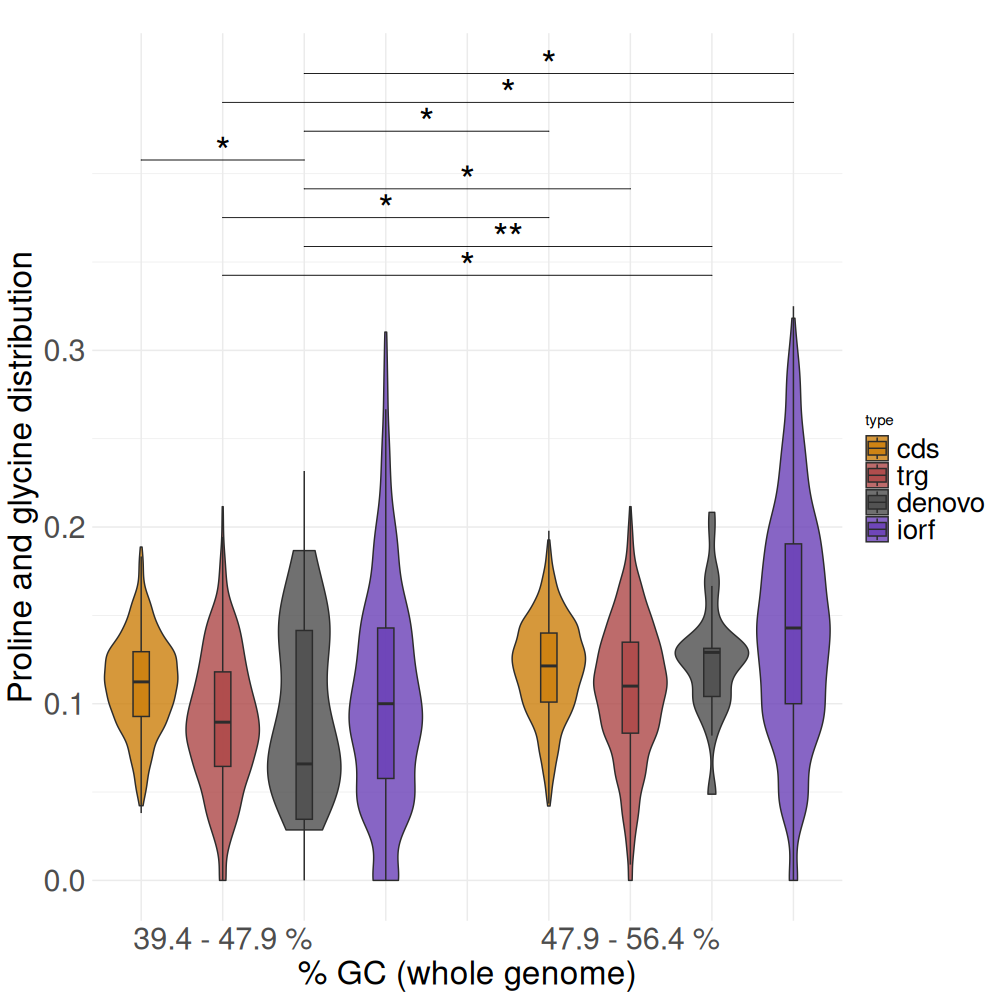 *
*
*
*
*
*
**
*
Proline and glycine distribution
0.3
0.2
0.1
0.0
39.4 - 47.9 %
47.9 - 56.4 %
% GC (whole genome)
type
cds
trg
denovo
iorf